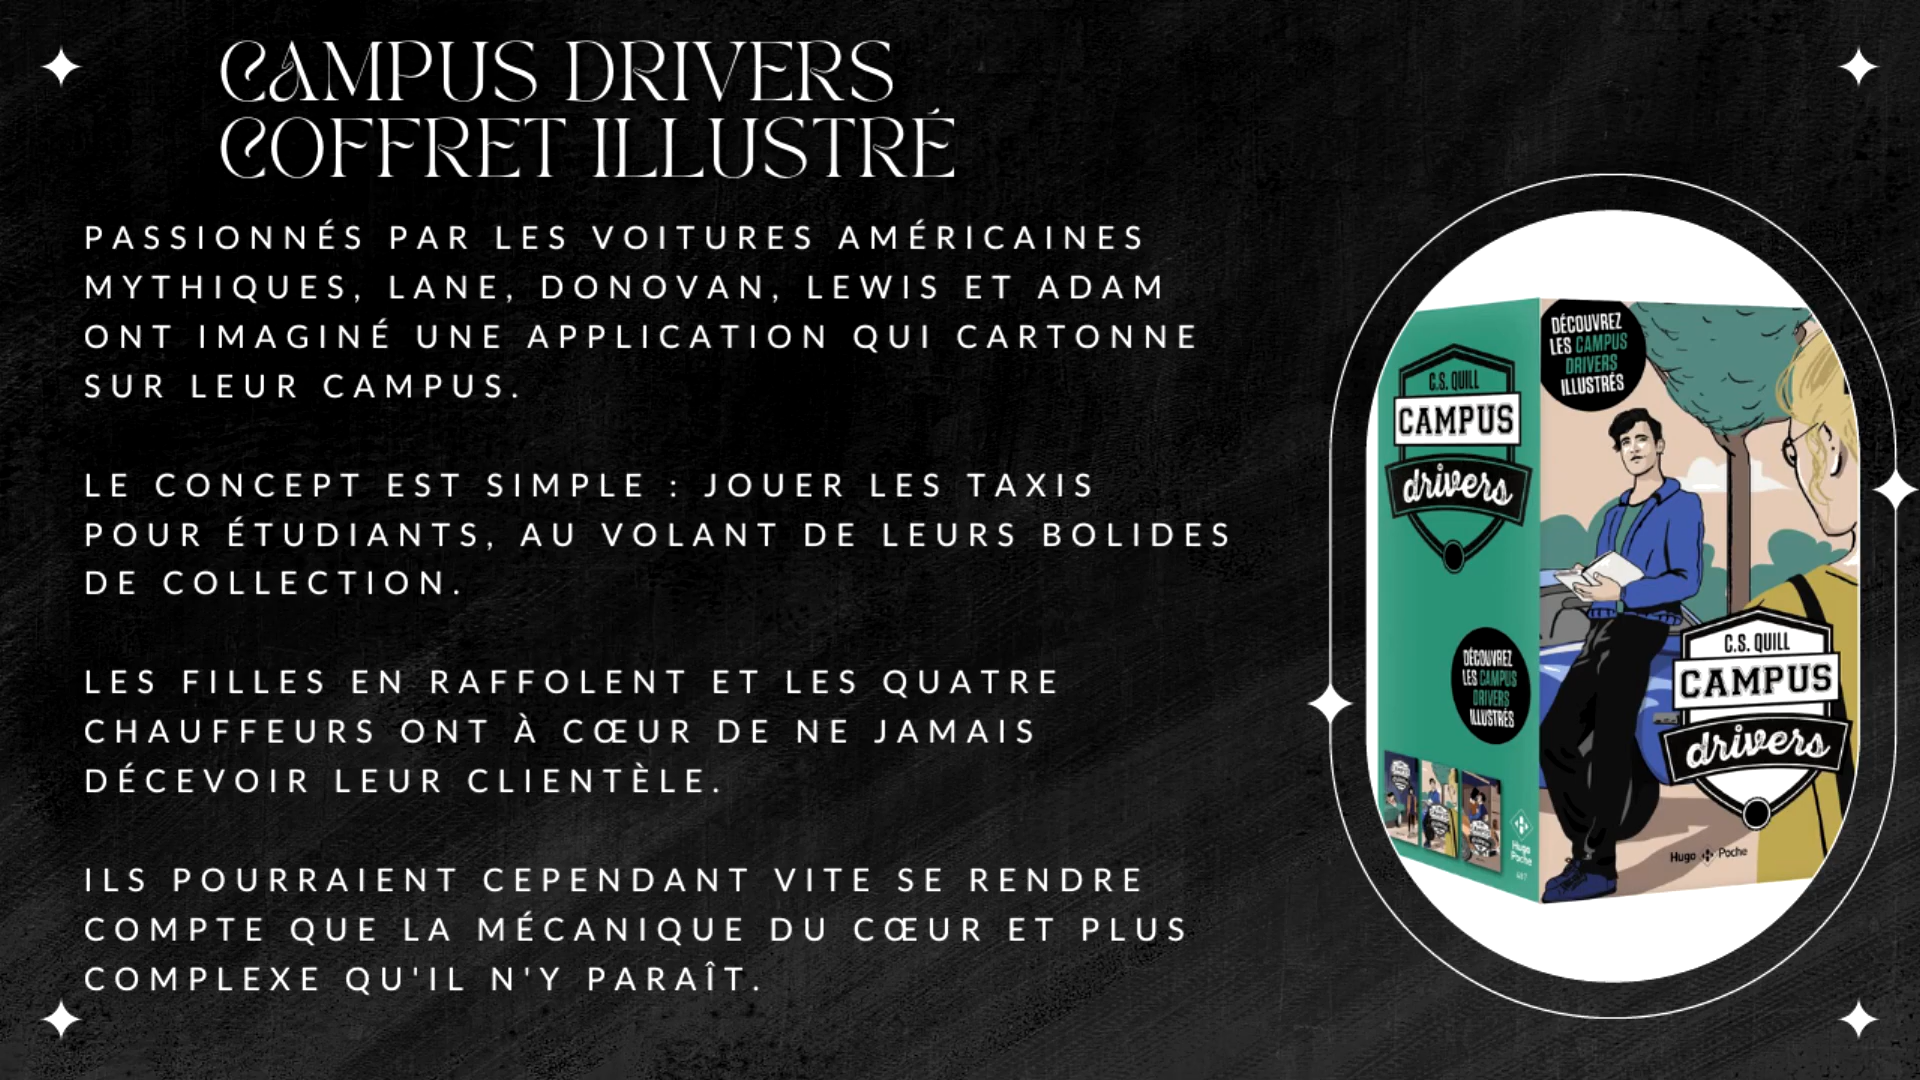 CAMPUS DRIVERS
COFFRET ILLUSTRÉ
PASSIONNÉS PAR LES VOITURES AMÉRICAINES
MYTHIQUES, LANE, DONOVAN, LEWIS ET ADAM
ONT IMAGINÉ UNE APPLICATION QUI CARTONNE
SUR LEUR CAMPUS.
LE CONCEPT EST SIMPLE : JOUER LES TAXIS
POUR ÉTUDIANTS, AU VOLANT DE LEURS BOLIDES
DE COLLECTION.
LES FILLES EN RAFFOLENT ET LES QUATRE
CHAUFFEURS ONT À CŒUR DE NE JAMAIS
DÉCEVOIR LEUR CLIENTÈLE.
ILS POURRAIENT CEPENDANT VITE SE RENDRE
COMPTE QUE LA MÉCANIQUE DU CŒUR ET PLUS
COMPLEXE QU'IL N'Y PARAÎT.
C.S. QUILL
CAMPUS
drivers
DÉCOUVREZ
LES CAMPUS
DRIVERS
ILLUSTRÉS
Hugo
Poche
DÉCOUVREZ
LES CAMPUS
DRIVERS
ILLUSTRÉS
C.S. QUILL
CAMPUS
drivers
Hugo Poche